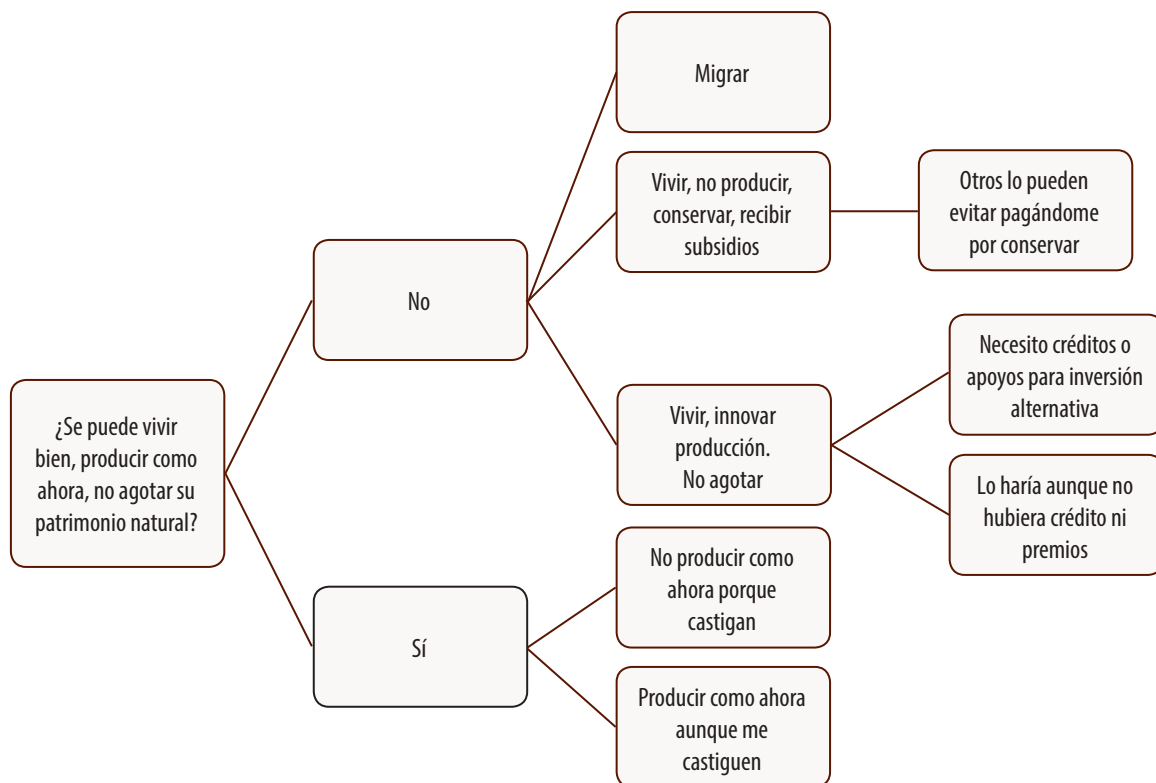 ¿Se puede vivir
bien, producir como
ahora, no agotar su
patrimonio natural?
No
Migrar
Vivir, no producir,
conservar, recibir
subsidios
Otros lo pueden
evitar pagándome
por conservar
Vivir, innovar
producción.
No agotar
Necesito créditos o
apoyos para inversión
alternativa
Lo haría aunque no
hubiera crédito ni
premios
Sí
No producir como
ahora porque
castigan
Producir como ahora
aunque me
castiguen